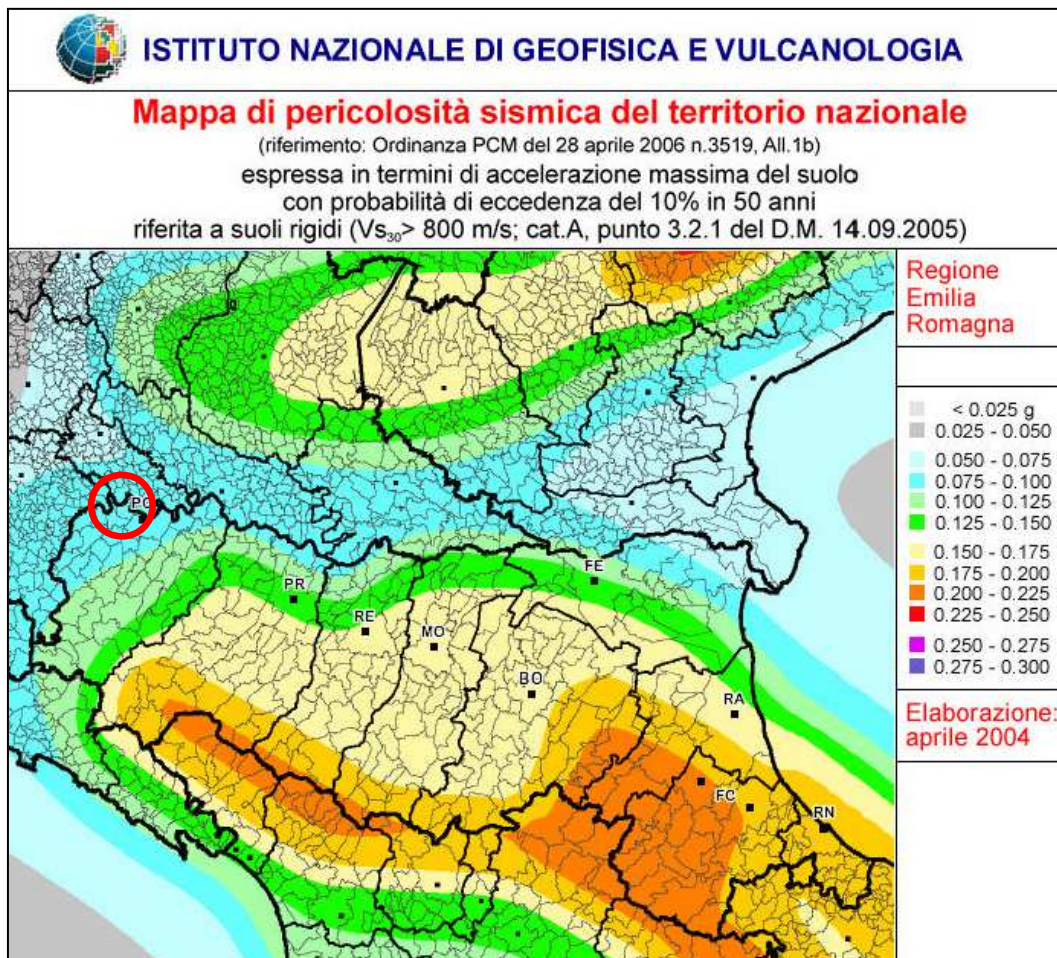 ISTITUTO NAZIONALE DI GEOFISICA E VULCANOLOGIA
Mappa di pericolosità sismica del territorio nazionale
(riferimento: Ordinanza PCM del 28 aprile 2006 n.3519, All.1b)
espressa in termini di accelerazione massima del suolo
con probabilità di eccedenza del 10% in 50 anni
riferita a suoli rigidi (Vs30> 800 m/s; cat.A, punto 3.2.1 del D.M. 14.09.2005)
Regione
Emilia
Romagna
< 0.025 g
0.025 - 0.050
0.050 - 0.075
0.075 - 0.100
0.100 - 0.125
0.125 - 0.150
0.150 - 0.175
0.175 - 0.200
0.200 - 0.225
0.225 - 0.250
0.250 - 0.275
0.275 - 0.300
Elaborazione:
aprile 2004
PC
PR
RE
MO
FE
BO
RA
FC
RN